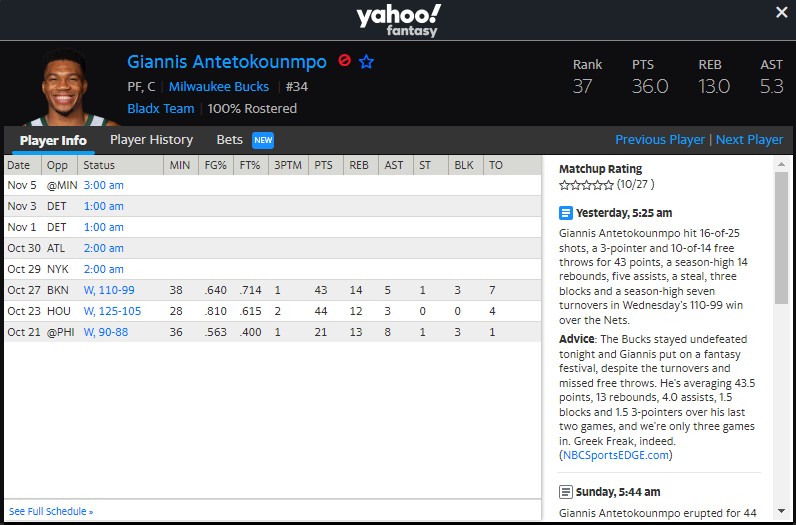 yahoo!
fantasy
Giannis Antetokounmpo
PF, C | Milwaukee Bucks | #34
Bladx Team | 100% Rostered
Rank PTS REB AST
37 36.0 13.0 5.3
Player Info Player History Bets NEW
Previous Player | Next Player
Date Opp Status MIN FG% FT% 3PTM PTS REB AST ST BLK TO
Nov 5 @MIN 3:00 am
Nov 3 DET 1:00 am
Nov 1 DET 1:00 am
Oct 30 ATL 2:00 am
Oct 29 NYK 2:00 am
Oct 27 BKN W, 110-99 38 .640 .714 1 43 14 5 1 3 7
Oct 23 HOU W, 125-105 28 .810 .615 2 44 12 3 0 0 4
Oct 21 @PHI W, 90-88 36 .563 .400 1 21 13 8 1 3 1
See Full Schedule »
Matchup Rating
(10/27 )
Yesterday, 5:25 am
Giannis Antetokounmpo hit 16-of-25
shots, a 3-pointer and 10-of-14 free
throws for 43 points, a season-high 14
rebounds, five assists, a steal, three
blocks and a season-high seven
turnovers in Wednesday's 110-99 win
over the Nets.
Advice: The Bucks stayed undefeated
tonight and Giannis put on a fantasy
festival, despite the turnovers and
missed free throws. He's averaging 43.5
points, 13 rebounds, 4.0 assists, 1.5
blocks and 1.5 3-pointers over his last
two games, and we're only three games
in. Greek Freak, indeed.
(NBCSportsEDGE.com)
Sunday, 5:44 am
Giannis Antetokounmpo erupted for 44